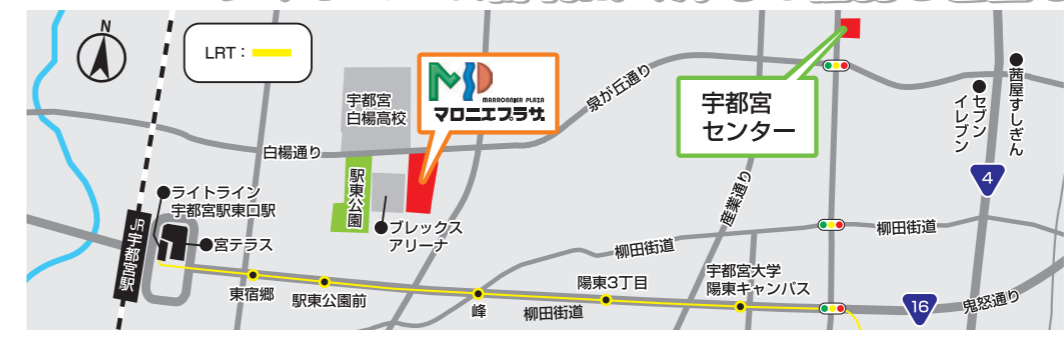 N
LRT：
宇都宮
白楊高校
MARRONNIER PLAZA
マロニエプラザ
泉が丘通り
宇都宮
センター
茜屋すしぎん
セブン
イレブン
白楊通り
駅東公園
4
ライトライン
宇都宮駅東口駅
産業通り
ブレックス
アリーナ
JR宇都宮駅
宮テラス
柳田街道
柳田街道
東宿郷
駅東公園前
峰
柳田街道
陽東3丁目
宇都宮大学
陽東キャンパス
16
鬼怒通り